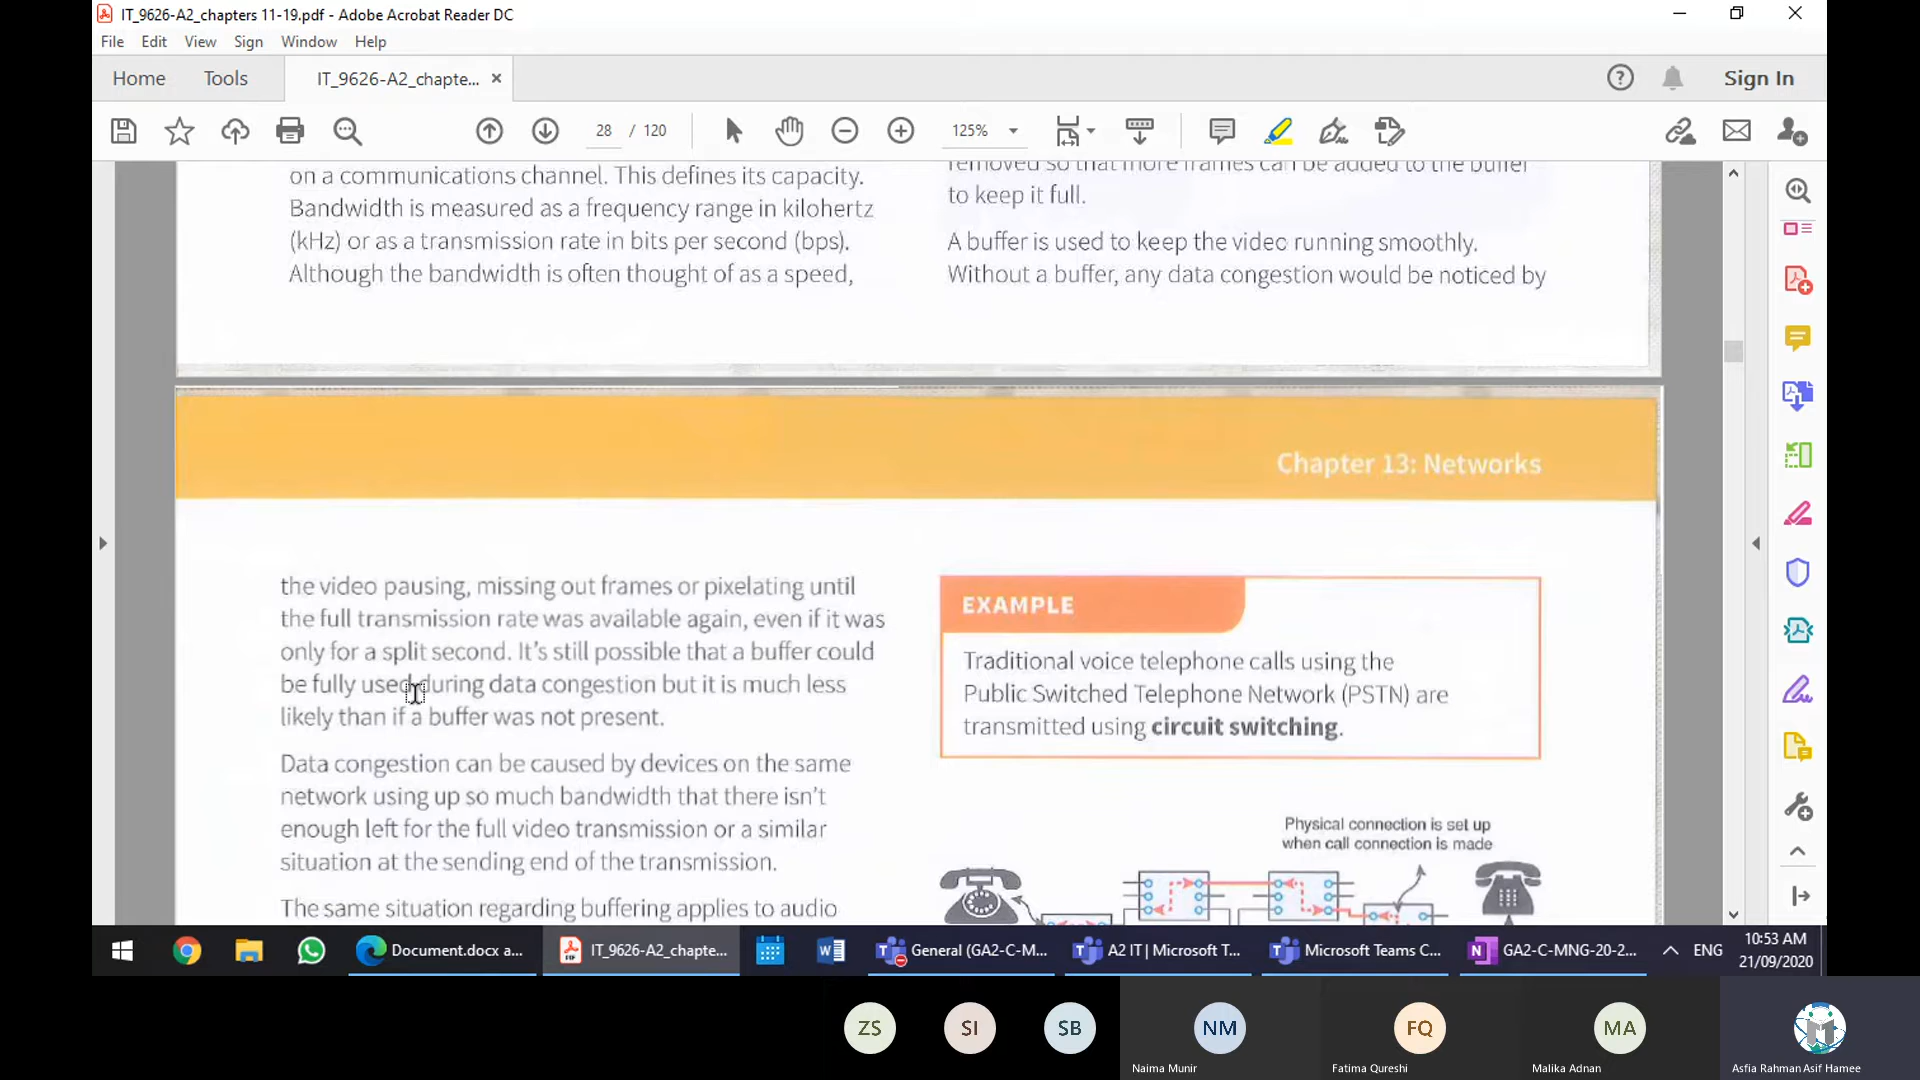 IT_9626-A2_chapters 11-19.pdf - Adobe Acrobat Reader DC
File Edit View Sign Window Help
Home Tools IT_9626-A2_chapte... ×
Sign In
28 / 120
125%
on a communications channel. This defines its capacity.
Bandwidth is measured as a frequency range in kilohertz
(kHz) or as a transmission rate in bits per second (bps).
Although the bandwidth is often thought of as a speed,
removed so that more frames can be added to the buffer
to keep it full.
A buffer is used to keep the video running smoothly.
Without a buffer, any data congestion would be noticed by
Chapter 13: Networks
the video pausing, missing out frames or pixelating until
the full transmission rate was available again, even if it was
only for a split second. It's still possible that a buffer could
be fully used during data congestion but it is much less
likely than if a buffer was not present.
Data congestion can be caused by devices on the same
network using up so much bandwidth that there isn't
enough left for the full video transmission or a similar
situation at the sending end of the transmission.
The same situation regarding buffering applies to audio
EXAMPLE
Traditional voice telephone calls using the
Public Switched Telephone Network (PSTN) are
transmitted using circuit switching.
Physical connection is set up
when call connection is made
Document.docx a...
IT_9626-A2_chapte...
General (GA2-C-M...
A2 IT | Microsoft T...
Microsoft Teams C...
GA2-C-MNG-20-2...
ENG
10:53 AM
21/09/2020
ZS SI SB NM FQ MA
Naima Munir
Fatima Qureshi
Malika Adnan
Asfia Rahman Asif Hamee